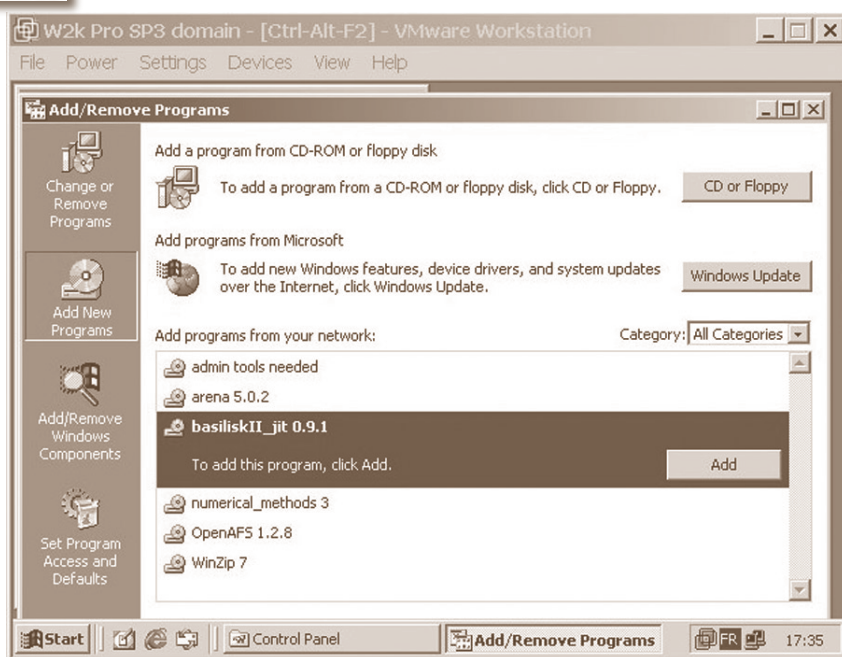 W2k Pro SP3 domain - [Ctrl-Alt-F2] - VMware Workstation
File Power Settings Devices View Help
Add/Remove Programs
Change or
Remove
Programs
Add New
Programs
Add/Remove
Windows
Components
Set Program
Access and
Defaults
Add a program from CD-ROM or floppy disk
To add a program from a CD-ROM or floppy disk, click CD or Floppy.
CD or Floppy
Add programs from Microsoft
To add new Windows features, device drivers, and system updates
over the Internet, click Windows Update.
Windows Update
Add programs from your network:
Category: All Categories
admin tools needed
arena 5.0.2
basiliskII_jit 0.9.1
To add this program, click Add.
Add
numerical_methods 3
OpenAFS 1.2.8
WinZip 7
Start
Control Panel
Add/Remove Programs
FR
17:35